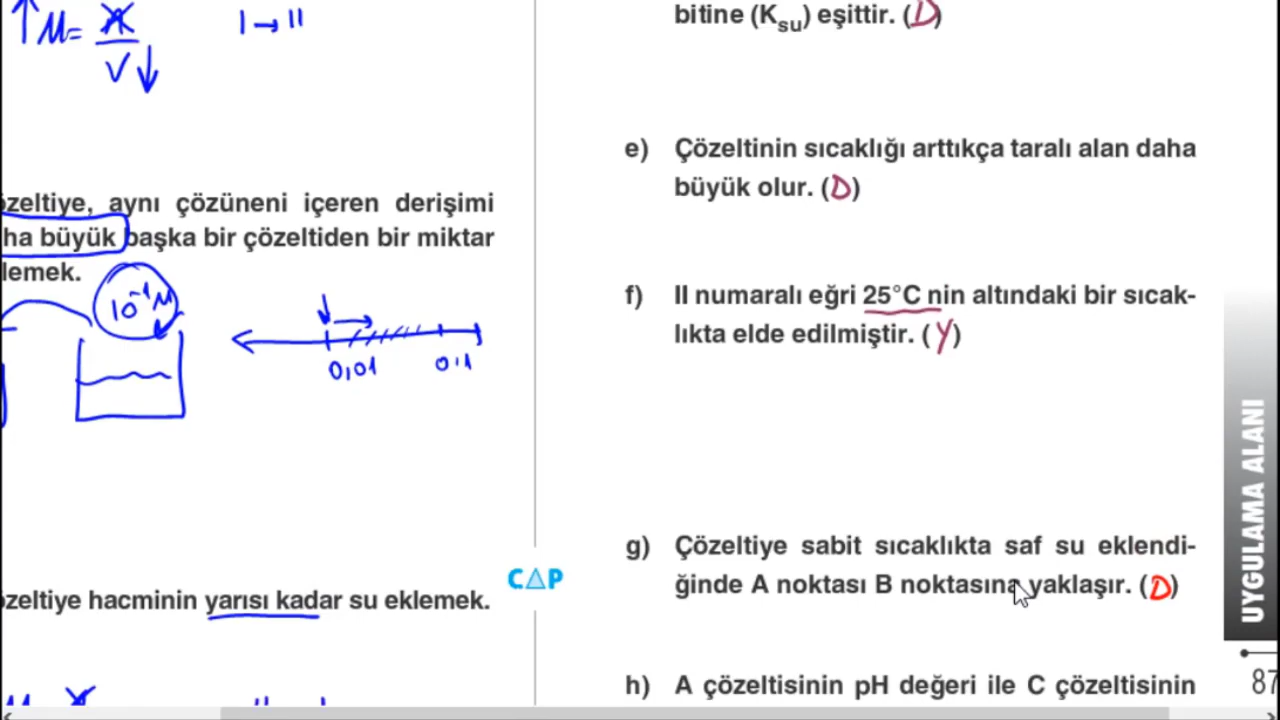 M= X/V
I → II
özeltiye, aynı çözüneni içeren derişimi
ha büyük başka bir çözeltiden bir miktar
lemek.
10⁻¹ M
0,01
0,1
özeltiye hacminin yarısı kadar su eklemek.
CAP
bitine (Ksu) eşittir. (D)
e) Çözeltinin sıcaklığı arttıkça taralı alan daha
büyük olur. (D)
f) II numaralı eğri 25°C nin altındaki bir sıcak-
lıkta elde edilmiştir. (Y)
g) Çözeltiye sabit sıcaklıkta saf su eklendi-
ğinde A noktası B noktasına yaklaşır. (D)
h) A çözeltisinin pH değeri ile C çözeltisinin
UYGULAMA ALANI
87